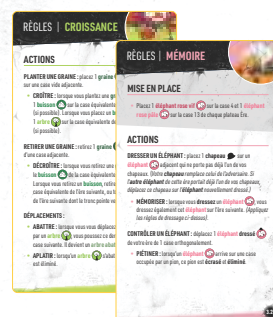 RÈGLES | CROISSANCE
ACTIONS
PLANTER UNE GRAINE : placez 1 graine
sur une case adjacente.
• CROÎTRE : lorsque vous plantez une
1 buisson sur la case équivalente
(si possible). Lorsque vous placez un
1 arbre sur la case équivalente
(si possible).
RETIRER UNE GRAINE : retirez 1 graine
d'une case adjacente.
• DÉCROÎTRE : lorsque vous retirez une
le buisson de la case équivalente
Lorsque vous retirez un buisson, retirez
case équivalente de l'ère suivante,
de l'ère suivante dont le tronc pointe
DÉPLACEMENTS :
• ABATTRE : lorsque vous vous déplacez
par un arbre, vous poussez ce
case suivante. Il devient un arbre
• APLATIR : lorsqu'un arbre s'abat
est éliminé.
RÈGLES | MÉMOIRE
MISE EN PLACE
• Placez 1 éléphant rose vif sur la case 4 et 1 éléphant
rose pâle sur la case 13 de chaque plateau Ère.
ACTIONS
DRESSER UN ÉLÉPHANT : placez 1 chapeau sur un
éléphant adjacent qui ne porte pas déjà l'un de vos
chapeaux. (Votre chapeau remplace celui de l'adversaire. Si
l'autre éléphant de cette ère portait déjà l'un de vos chapeaux,
déplacez ce chapeau sur l'éléphant nouvellement dressé.)
• MÉMORISER : lorsque vous dressez un éléphant, vous
dressez également cet éléphant sur l'ère suivante. (Appliquez
les règles de dressage ci-dessus).
CONTRÔLER UN ÉLÉPHANT : déplacez 1 éléphant dressé
de votre ère de 1 case orthogonalement.
• PIÉTINER : lorsqu'un éléphant arrive sur une case
occupée par un pion, ce pion est écrasé et éliminé.